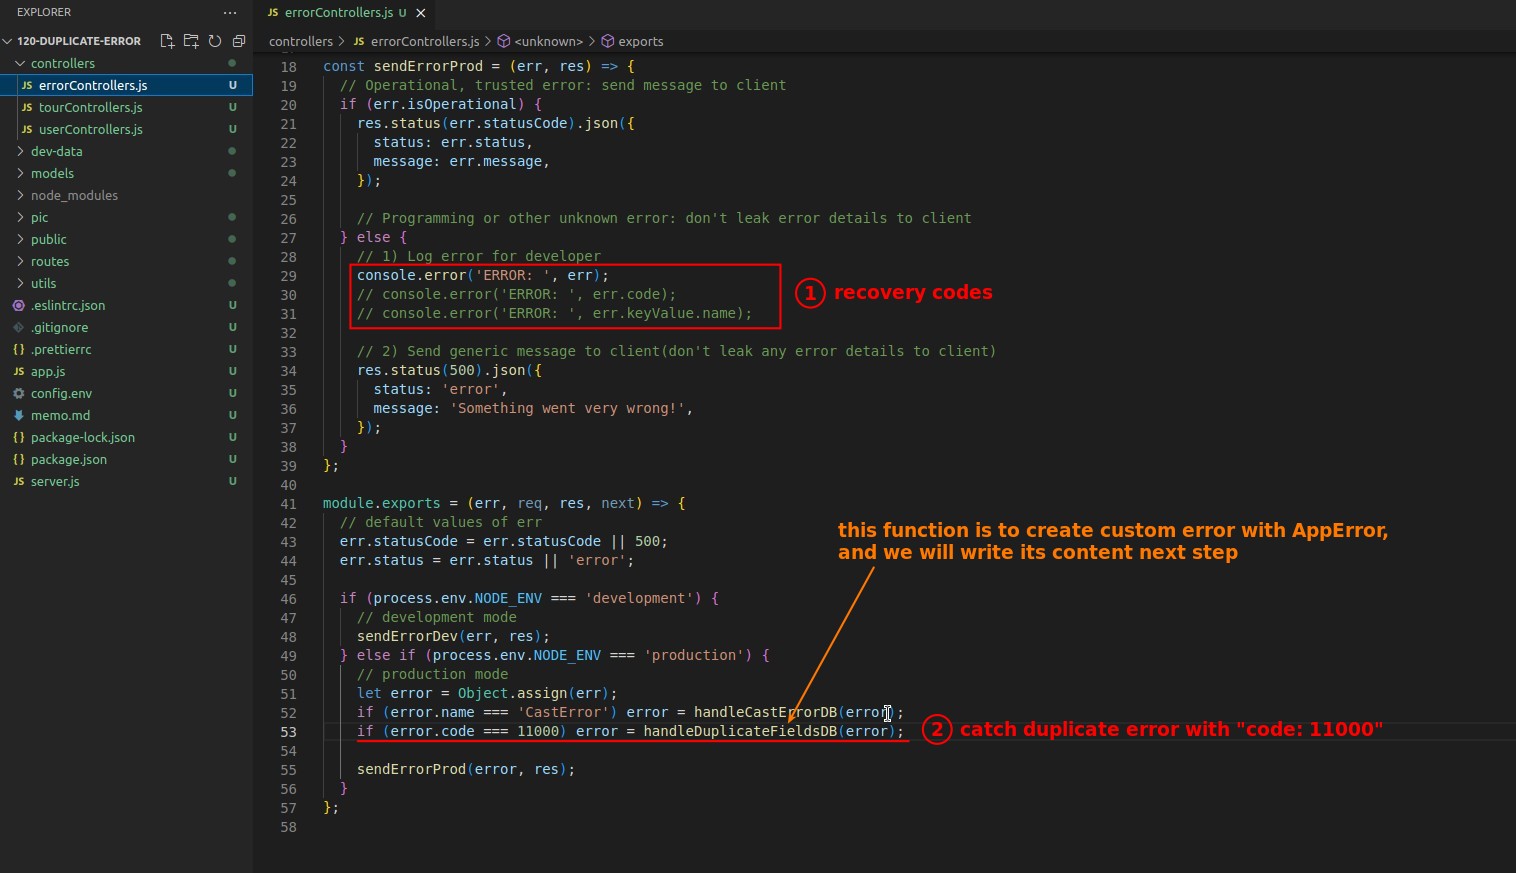 EXPLORER
120-DUPLICATE-ERROR
controllers
JS errorControllers.js U
JS tourControllers.js U
JS userControllers.js U
dev-data
models
node_modules
pic
public
routes
utils
.eslintrc.json U
.gitignore U
{} .prettierrc U
JS app.js U
config.env U
memo.md U
{} package-lock.json U
{} package.json U
JS server.js U
JS errorControllers.js U
controllers > JS errorControllers.js > <unknown> > exports
18 const sendErrorProd = (err, res) => {
19 // Operational, trusted error: send message to client
20 if (err.isOperational) {
21 res.status(err.statusCode).json({
22 status: err.status,
23 message: err.message,
24 });
25
26 // Programming or other unknown error: don't leak error details to client
27 } else {
28 // 1) Log error for developer
29 console.error('ERROR: ', err);
30 // console.error('ERROR: ', err.code);
31 // console.error('ERROR: ', err.keyValue.name);
1 recovery codes
32
33 // 2) Send generic message to client(don't leak any error details to client)
34 res.status(500).json({
35 status: 'error',
36 message: 'Something went very wrong!',
37 });
38 }
39 };
40
41 module.exports = (err, req, res, next) => {
42 // default values of err
43 err.statusCode = err.statusCode || 500;
44 err.status = err.status || 'error';
this function is to create custom error with AppError,
and we will write its content next step
45
46 if (process.env.NODE_ENV === 'development') {
47 // development mode
48 sendErrorDev(err, res);
49 } else if (process.env.NODE_ENV === 'production') {
50 // production mode
51 let error = Object.assign(err);
52 if (error.name === 'CastError') error = handleCastErrorDB(error);
53 if (error.code === 11000) error = handleDuplicateFieldsDB(error);
2 catch duplicate error with "code: 11000"
54
55 sendErrorProd(error, res);
56 }
57 };
58